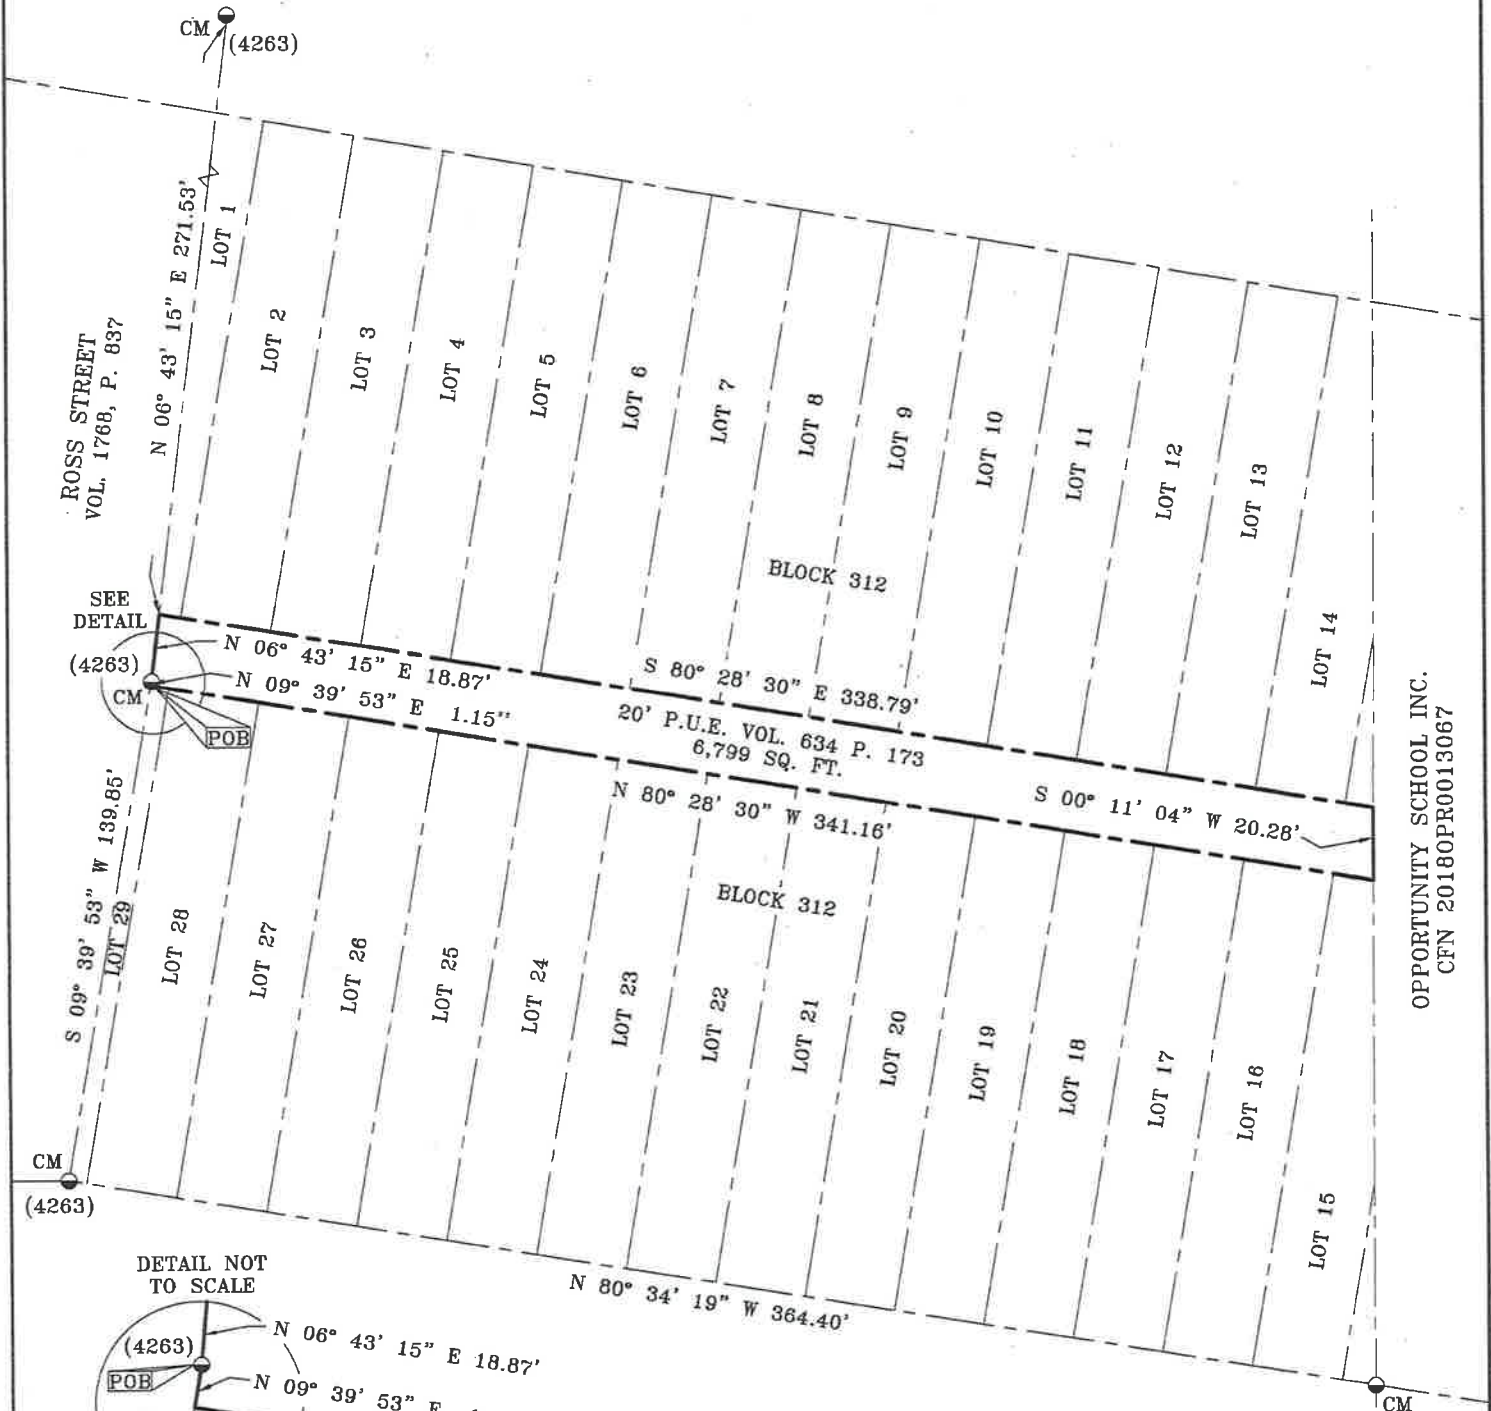 CM
(4263)
N 06° 43' 15" E 271.53'
LOT 1
LOT 2
LOT 3
LOT 4
LOT 5
LOT 6
LOT 7
LOT 8
LOT 9
LOT 10
LOT 11
LOT 12
LOT 13
LOT 14
ROSS STREET
VOL. 1768, P. 837
BLOCK 312
SEE
DETAIL
(4263)
CM
POB
N 06° 43' 15" E 18.87'
N 09° 39' 53" E 1.15"
S 80° 28' 30" E 338.79'
20' P.U.E. VOL. 634 P. 173
6,799 SQ. FT.
N 80° 28' 30" W 341.16'
S 00° 11' 04" W 20.28'
OPPORTUNITY SCHOOL INC.
CFN 20180PR0013067
BLOCK 312
S 09° 39' 53" W 139.85'
LOT 29
LOT 28
LOT 27
LOT 26
LOT 25
LOT 24
LOT 23
LOT 22
LOT 21
LOT 20
LOT 19
LOT 18
LOT 17
LOT 16
LOT 15
CM
(4263)
N 80° 34' 19" W 364.40'
DETAIL NOT
TO SCALE
(4263)
POB
N 06° 43' 15" E 18.87'
N 09° 39' 53" E
CM